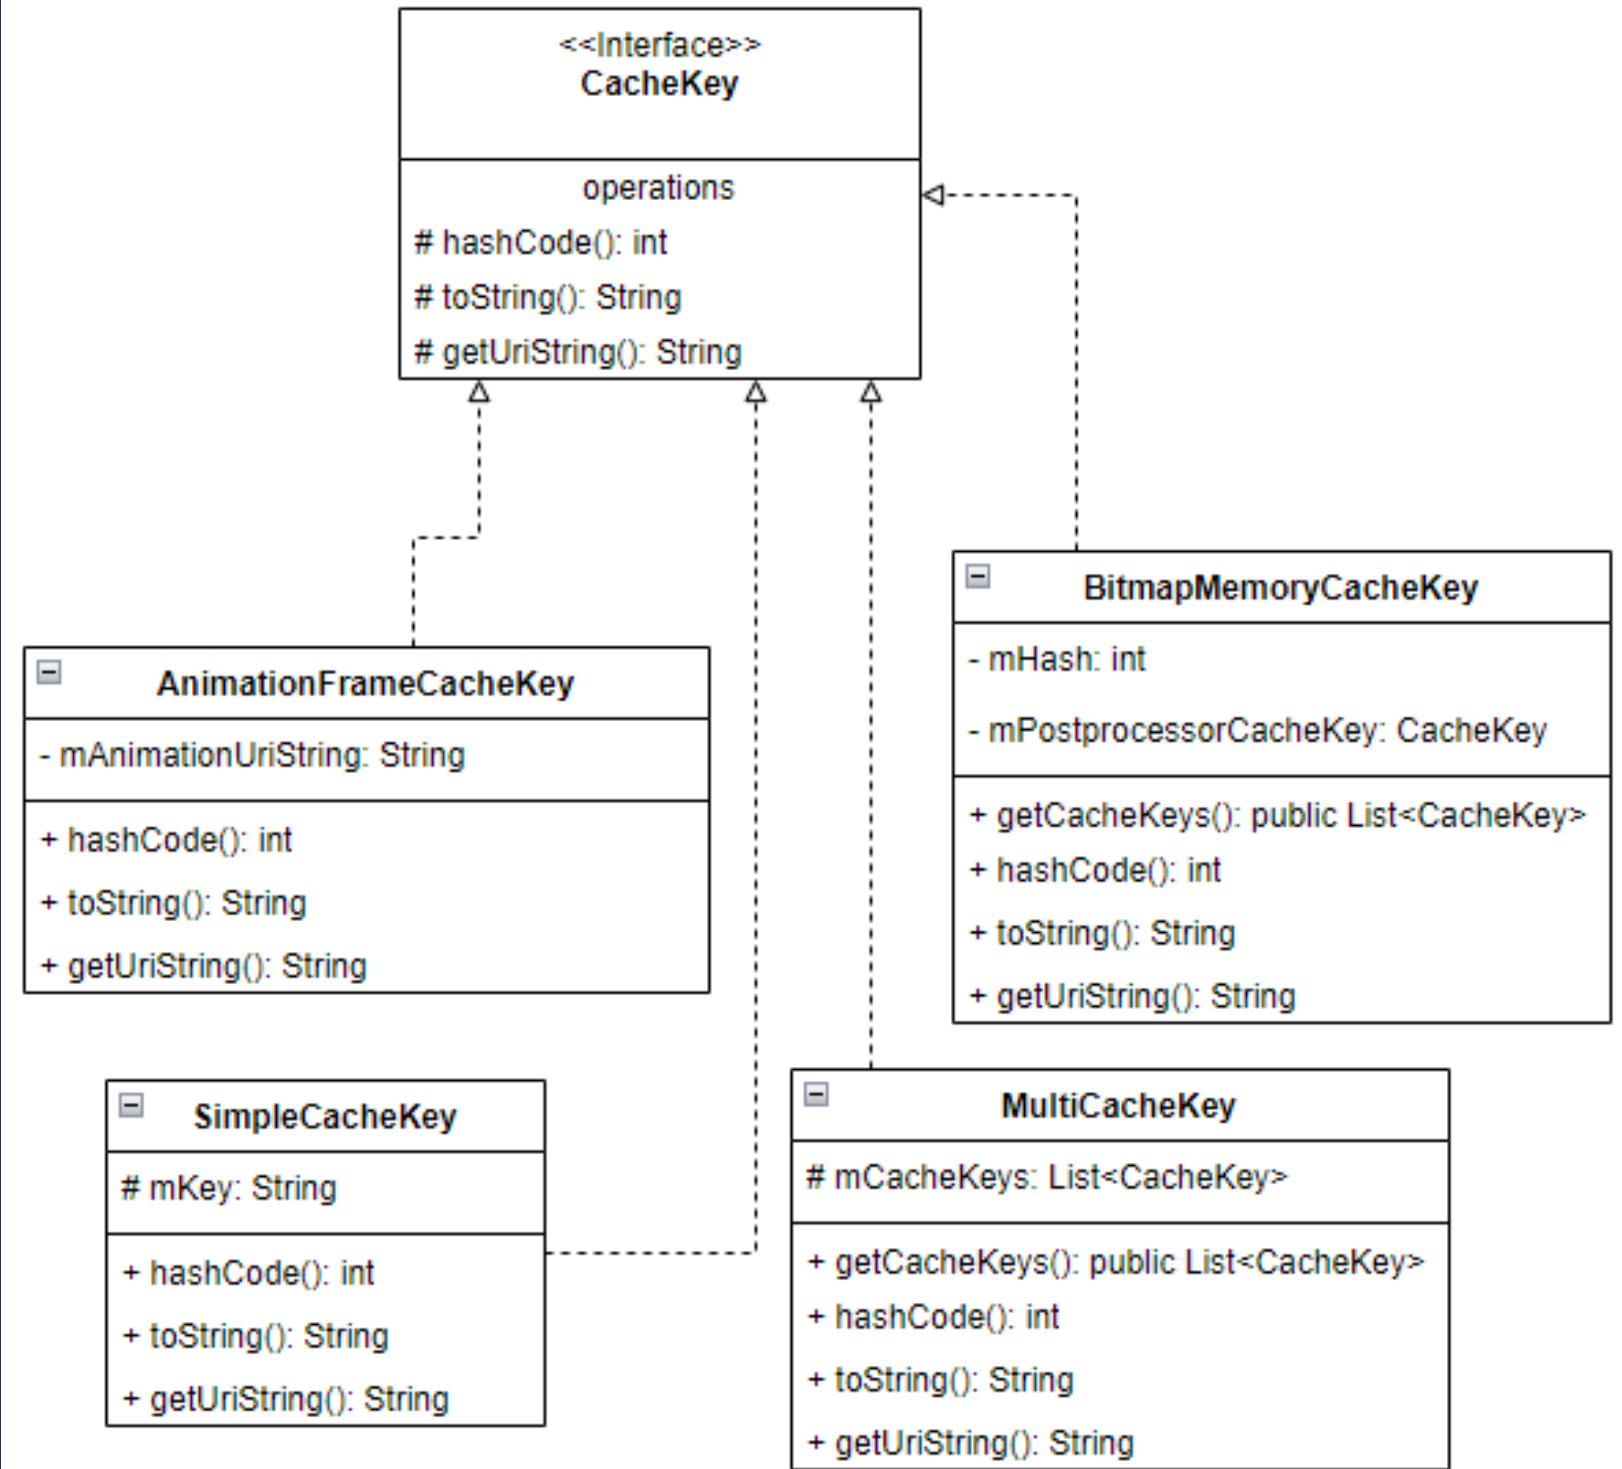 <<Interface>>
CacheKey
operations
# hashCode(): int
# toString(): String
# getUriString(): String
BitmapMemoryCacheKey
- mHash: int
- mPostprocessorCacheKey: CacheKey
+ getCacheKeys(): public List<CacheKey>
+ hashCode(): int
+ toString(): String
+ getUriString(): String
AnimationFrameCacheKey
- mAnimationUriString: String
+ hashCode(): int
+ toString(): String
+ getUriString(): String
SimpleCacheKey
# mKey: String
+ hashCode(): int
+ toString(): String
+ getUriString(): String
MultiCacheKey
# mCacheKeys: List<CacheKey>
+ getCacheKeys(): public List<CacheKey>
+ hashCode(): int
+ toString(): String
+ getUriString(): String